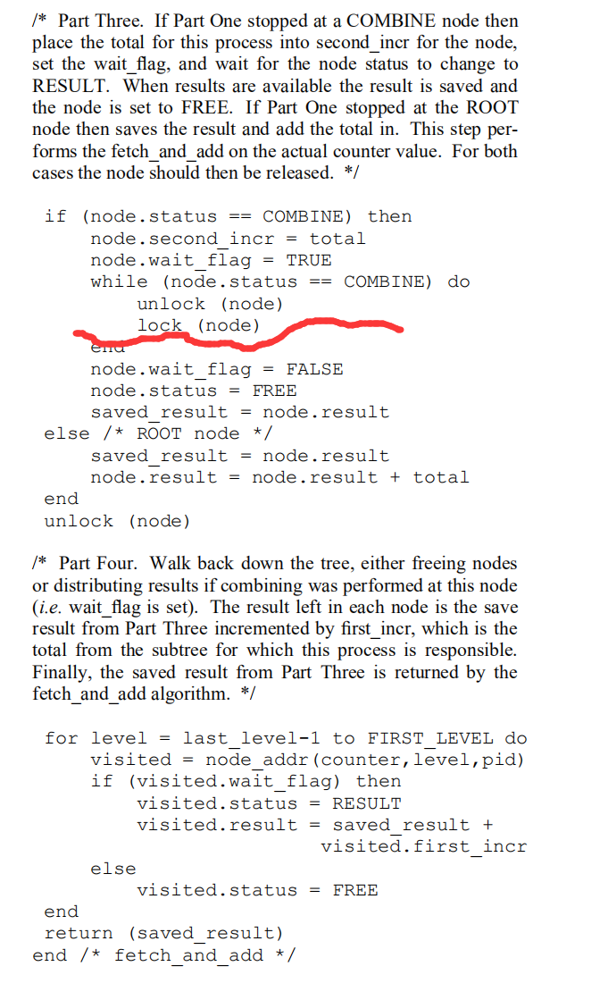 /* Part Three. If Part One stopped at a COMBINE node then
place the total for this process into second_incr for the node,
set the wait_flag, and wait for the node status to change to
RESULT. When results are available the result is saved and
the node is set to FREE. If Part One stopped at the ROOT
node then saves the result and add the total in. This step per-
forms the fetch_and_add on the actual counter value. For both
cases the node should then be released. */
if (node.status == COMBINE) then
node.second_incr = total
node.wait_flag = TRUE
while (node.status == COMBINE) do
unlock (node)
lock (node)
end
node.wait_flag = FALSE
node.status = FREE
saved_result = node.result
else /* ROOT node */
saved_result = node.result
node.result = node.result + total
end
unlock (node)
/* Part Four. Walk back down the tree, either freeing nodes
or distributing results if combining was performed at this node
(i.e. wait_flag is set). The result left in each node is the save
result from Part Three incremented by first_incr, which is the
total from the subtree for which this process is responsible.
Finally, the saved result from Part Three is returned by the
fetch_and_add algorithm. */
for level = last_level-1 to FIRST_LEVEL do
visited = node_addr(counter,level,pid)
if (visited.wait_flag) then
visited.status = RESULT
visited.result = saved_result +
visited.first_incr
else
visited.status = FREE
end
return (saved_result)
end /* fetch_and_add */